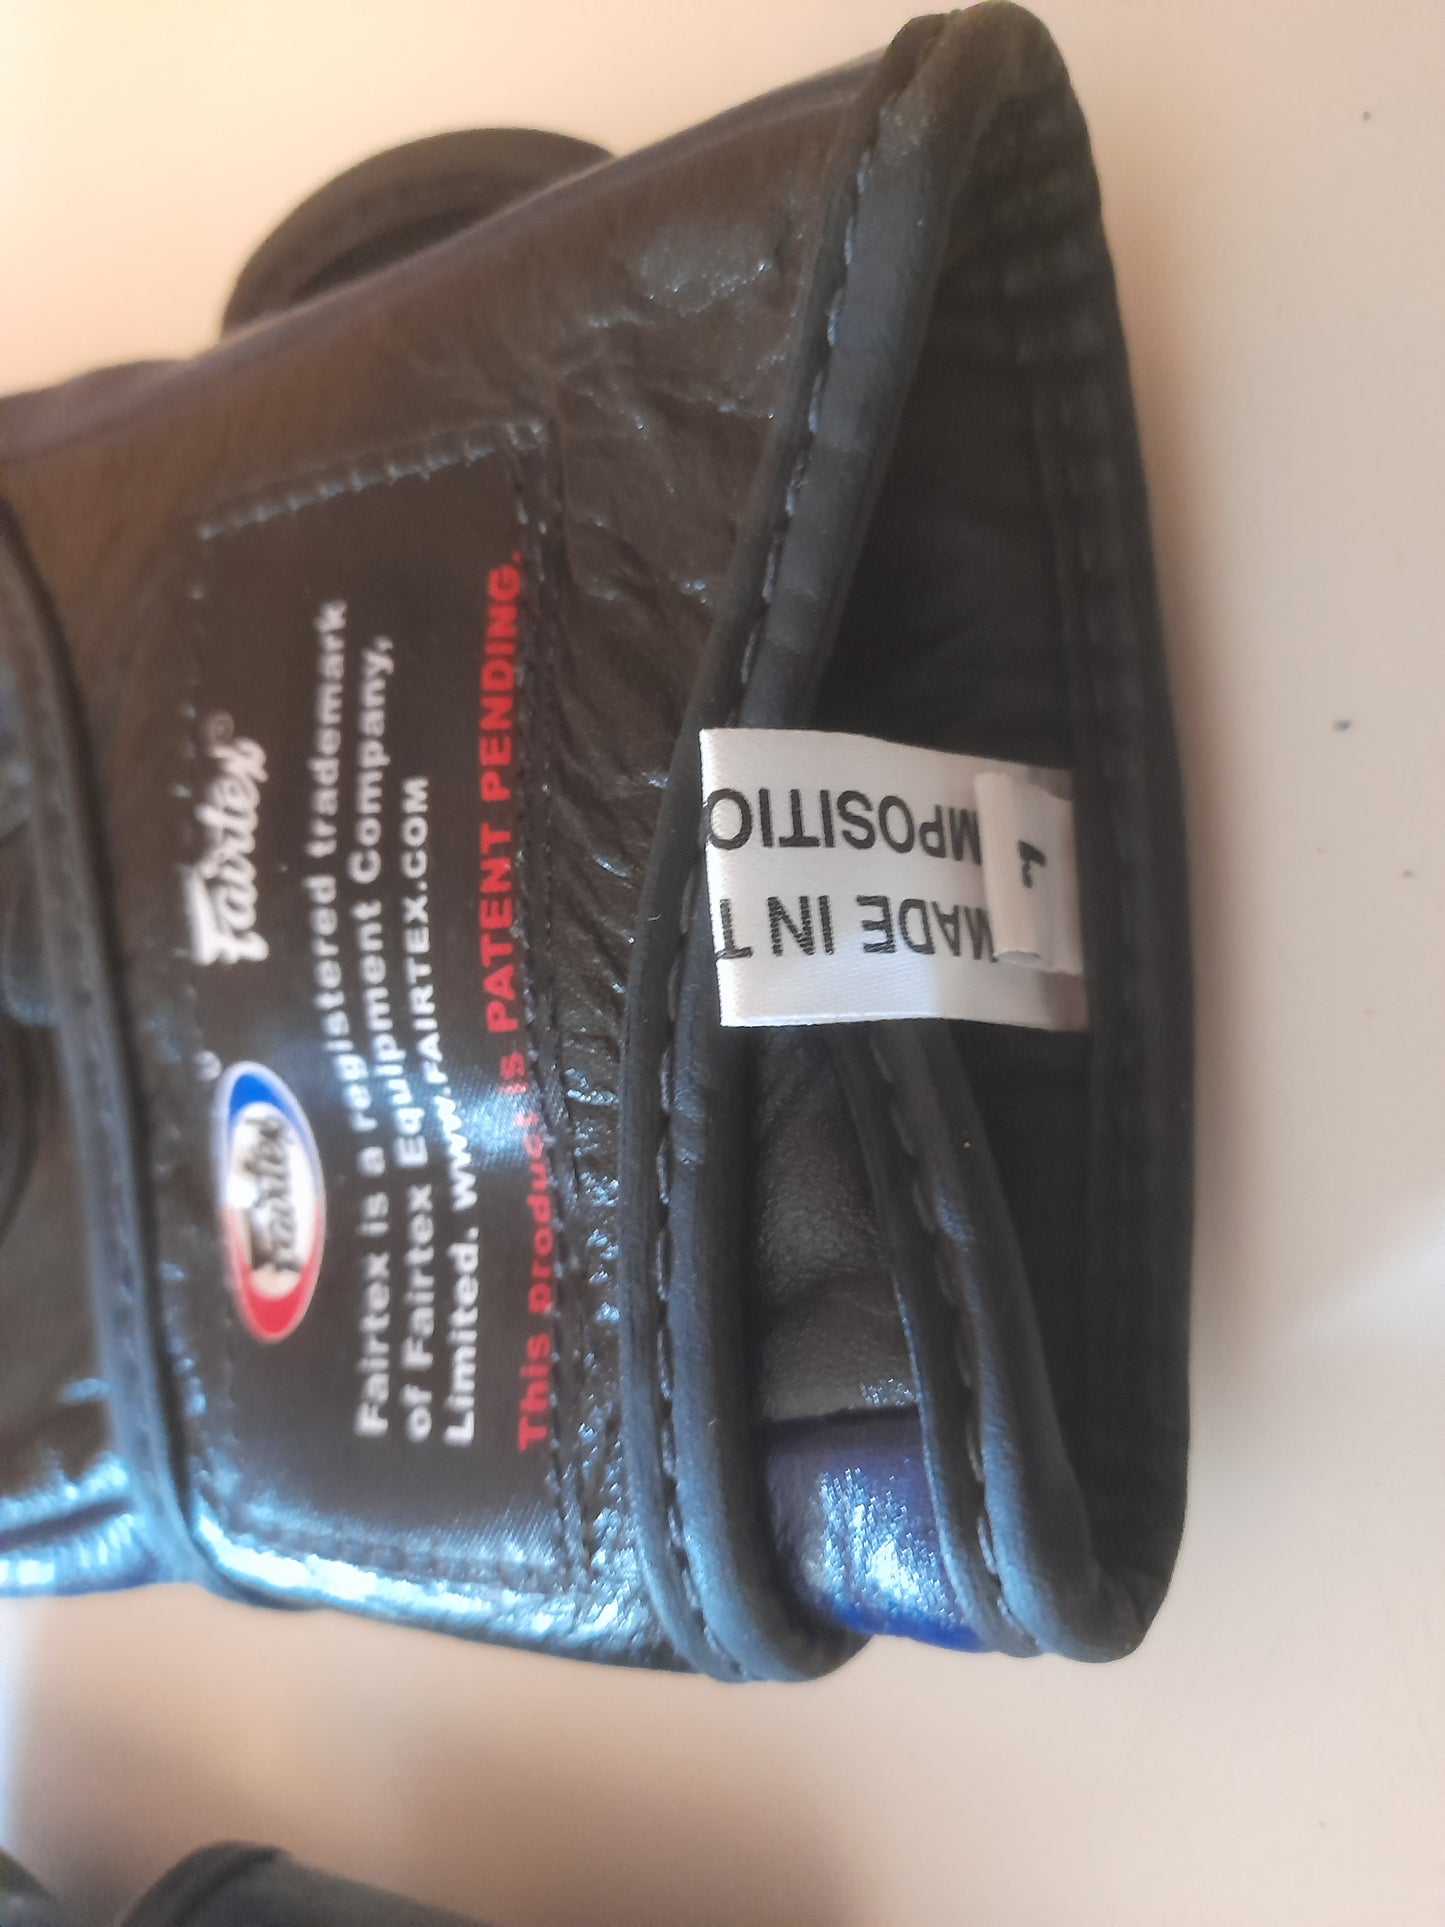 Fairtex
Fairtex
Fairtex is a registered trademark
of Fairtex Equipment Company,
Limited. www.FAIRTEX.COM
This product is PATENT PENDING.
MADE IN T
MPOSITIO